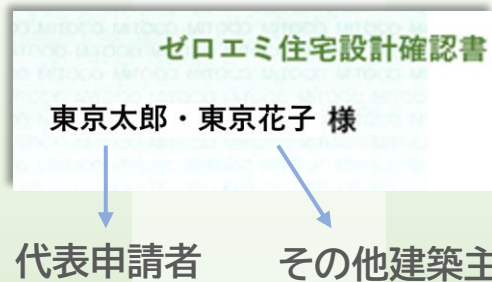 ゼロエミ住宅設計確認書
東京太郎・東京花子 様
代表申請者
その他建築主